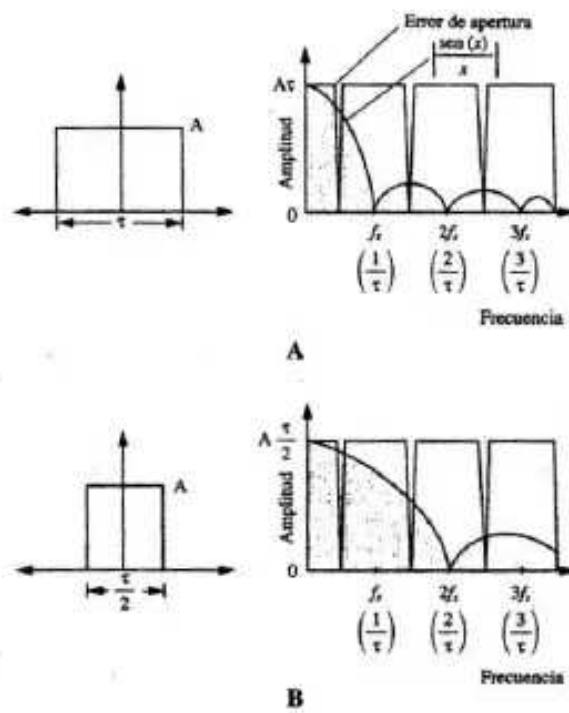 Error de apertura
sen (x)
x
Aτ
A
Amplitud
τ
0
fₛ
2fₛ
3fₛ
(1/τ)
(2/τ)
(3/τ)
Frecuencia
A
A τ/2
A
Amplitud
τ/2
0
fₛ
2fₛ
3fₛ
(1/τ)
(2/τ)
(3/τ)
Frecuencia
B